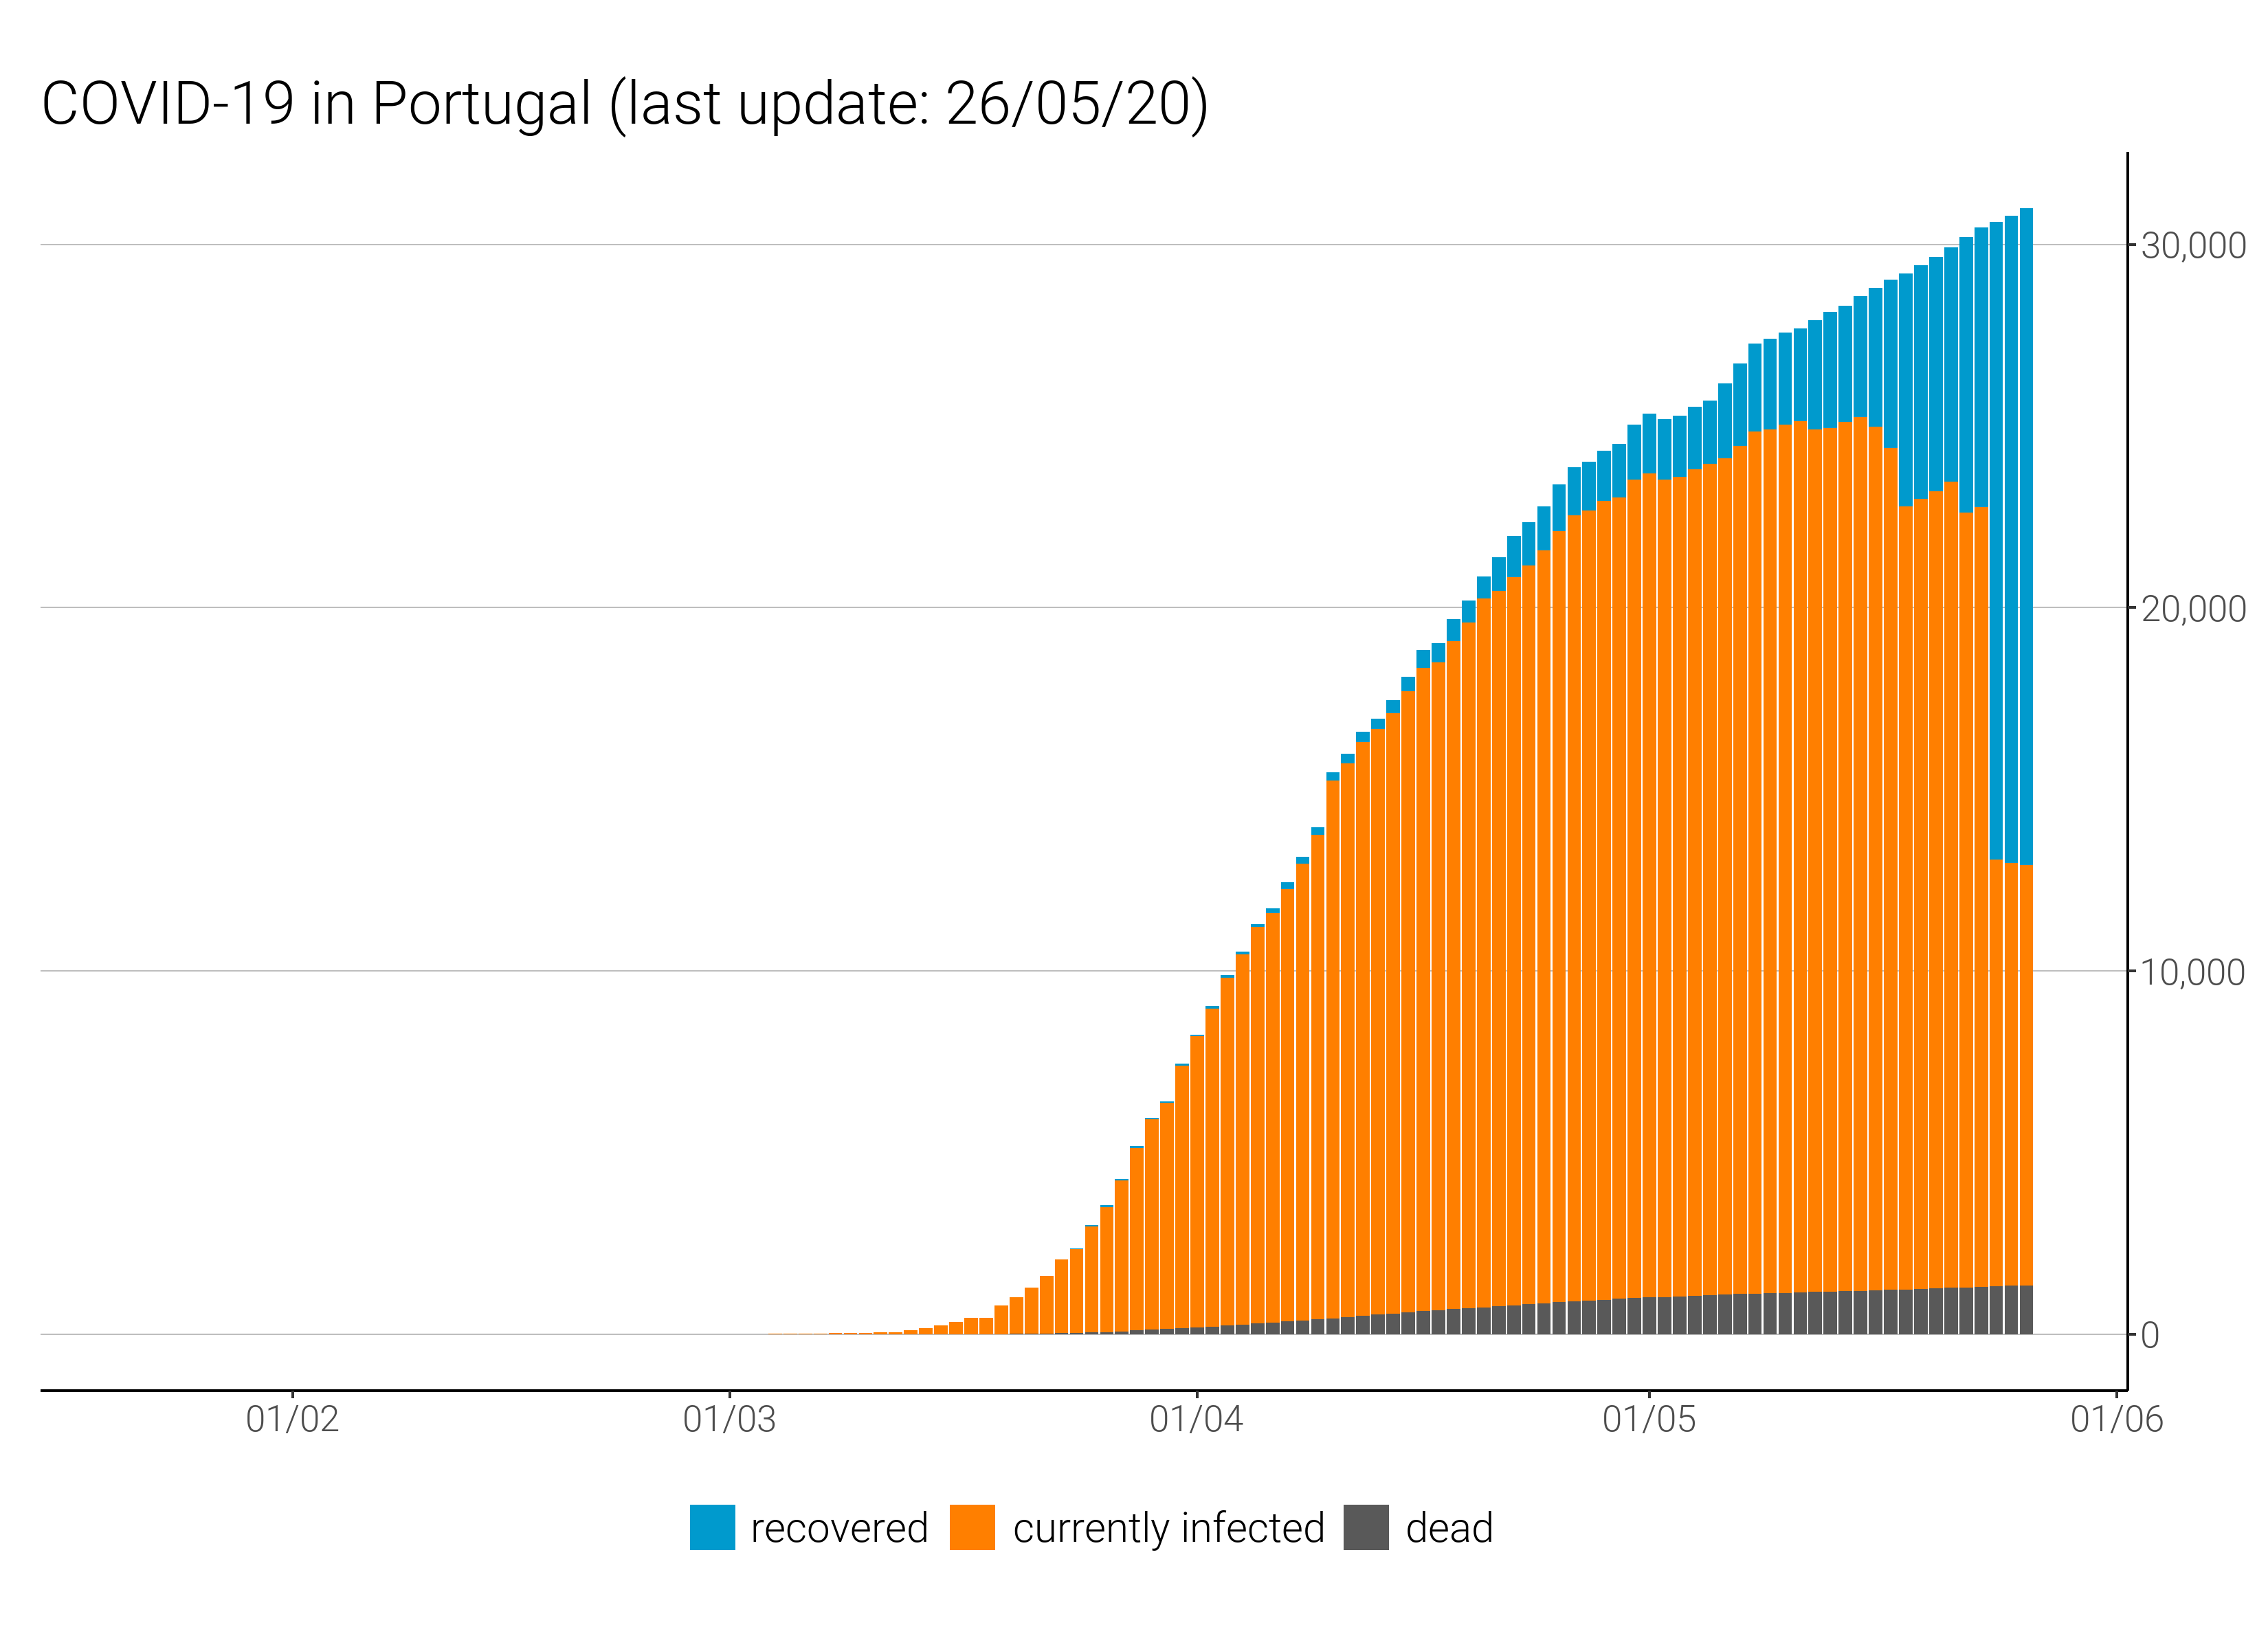 COVID-19 in Portugal (last update: 26/05/20)
30,000
20,000
10,000
0
01/02 01/03 01/04 01/05 01/06
recovered currently infected dead